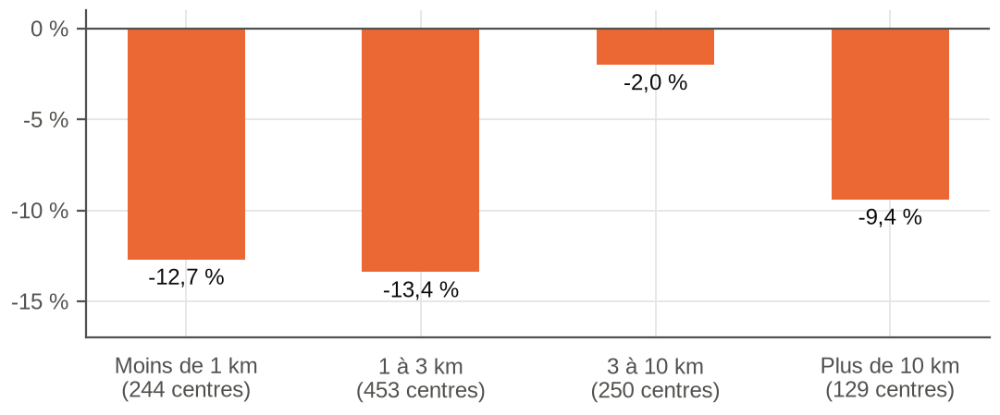 0 %
-5 %
-10 %
-15 %
-12,7 %
-13,4 %
-2,0 %
-9,4 %
Moins de 1 km
(244 centres)
1 à 3 km
(453 centres)
3 à 10 km
(250 centres)
Plus de 10 km
(129 centres)